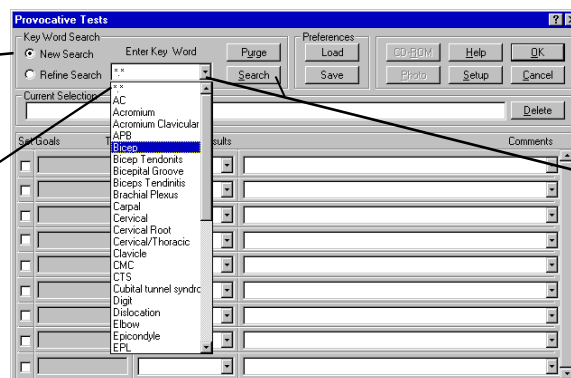 Provocative Tests
Key Word Search
Preferences
New Search
Enter Key Word
Purge
Load
CD-ROM
Help
OK
Refine Search
*.*
Search
Save
Photo
Setup
Cancel
Current Selection
Delete
Set Goals
T
sults
Comments
*.*
AC
Acromium
Acromium Clavicular
APB
Bicep
Bicep Tendonits
Bicepital Groove
Biceps Tendinitis
Brachial Plexus
Carpal
Cervical
Cervical Root
Cervical/Thoracic
Clavicle
CMC
CTS
Cubital tunnel syndrc
Digit
Dislocation
Elbow
Epicondyle
EPL